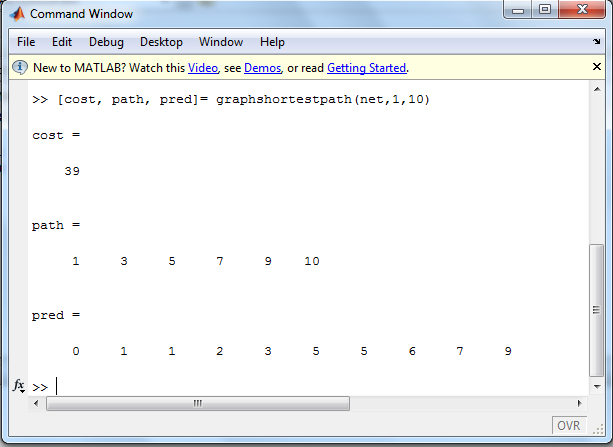 Command Window
File Edit Debug Desktop Window Help
New to MATLAB? Watch this Video, see Demos, or read Getting Started.
>> [cost, path, pred]= graphshortestpath(net,1,10)
cost =
39
path =
1 3 5 7 9 10
pred =
0 1 1 2 3 5 5 6 7 9
fx >>
OVR